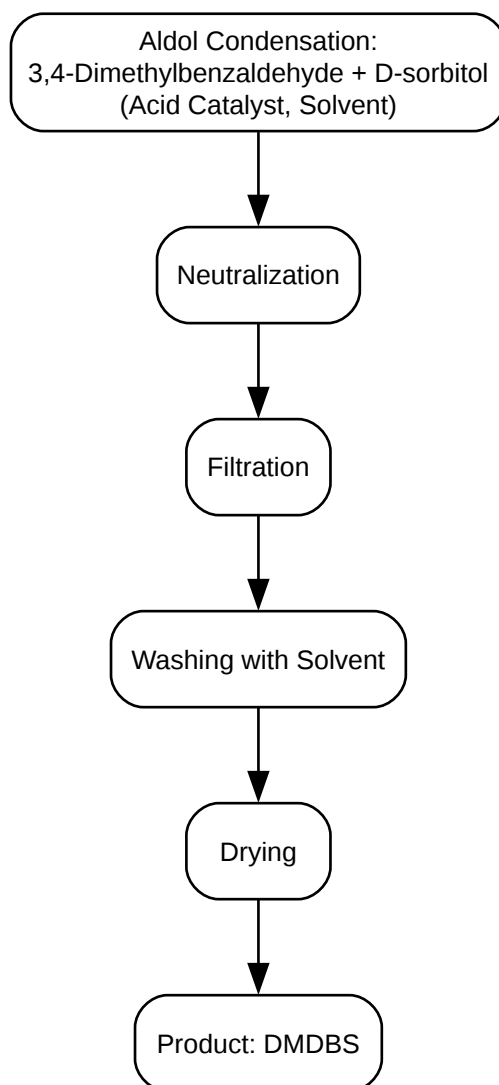 Aldol Condensation:
3,4-Dimethylbenzaldehyde + D-sorbitol
(Acid Catalyst, Solvent)
Neutralization
Filtration
Washing with Solvent
Drying
Product: DMDBS